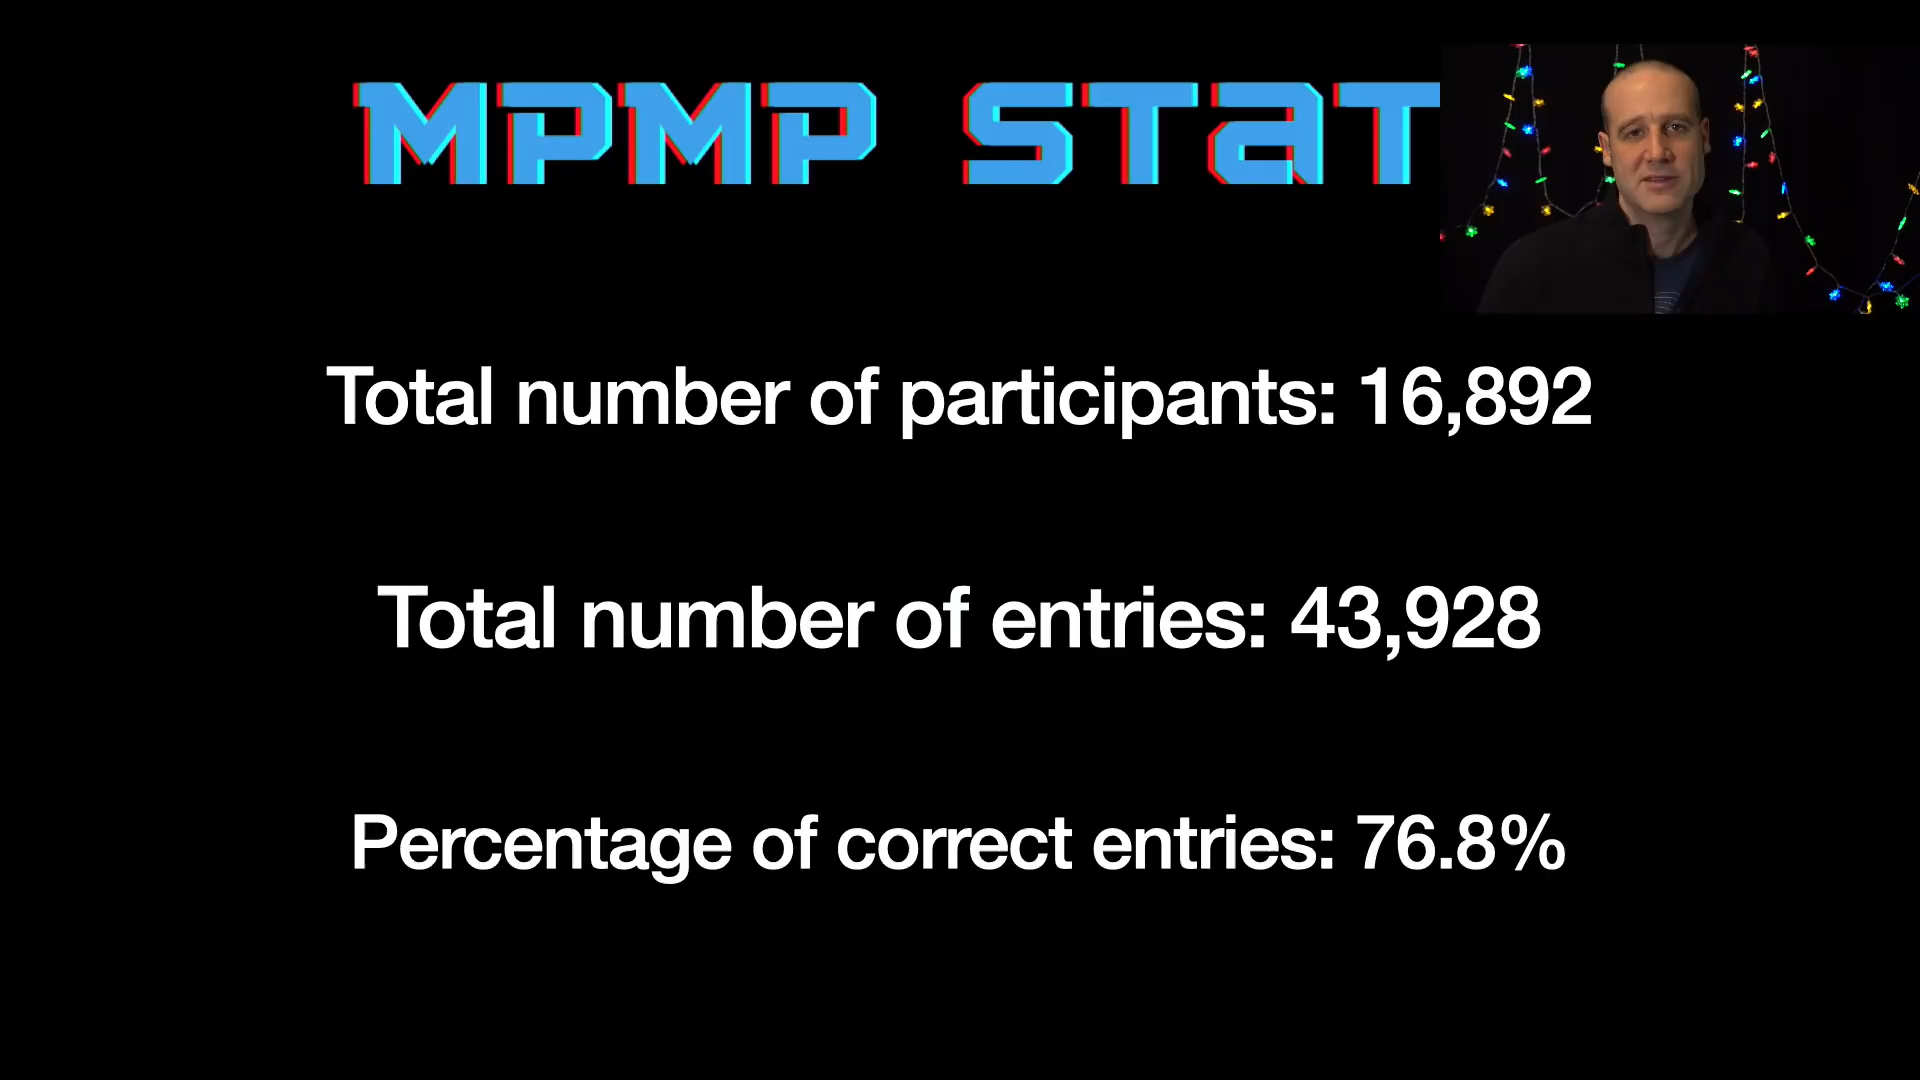 MPMP STAT
Total number of participants: 16,892
Total number of entries: 43,928
Percentage of correct entries: 76.8%